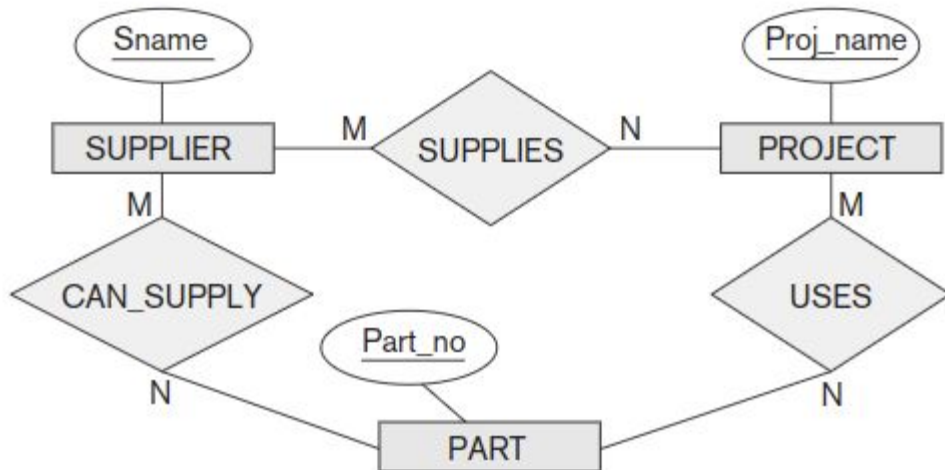 Sname
Proj_name
M
N
SUPPLIER
SUPPLIES
PROJECT
M
M
CAN_SUPPLY
USES
Part_no
N
N
PART